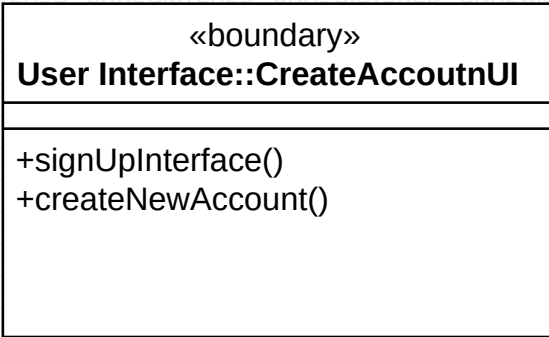 «boundary»
User Interface::CreateAccoutnUI
+signUpInterface()
+createNewAccount()